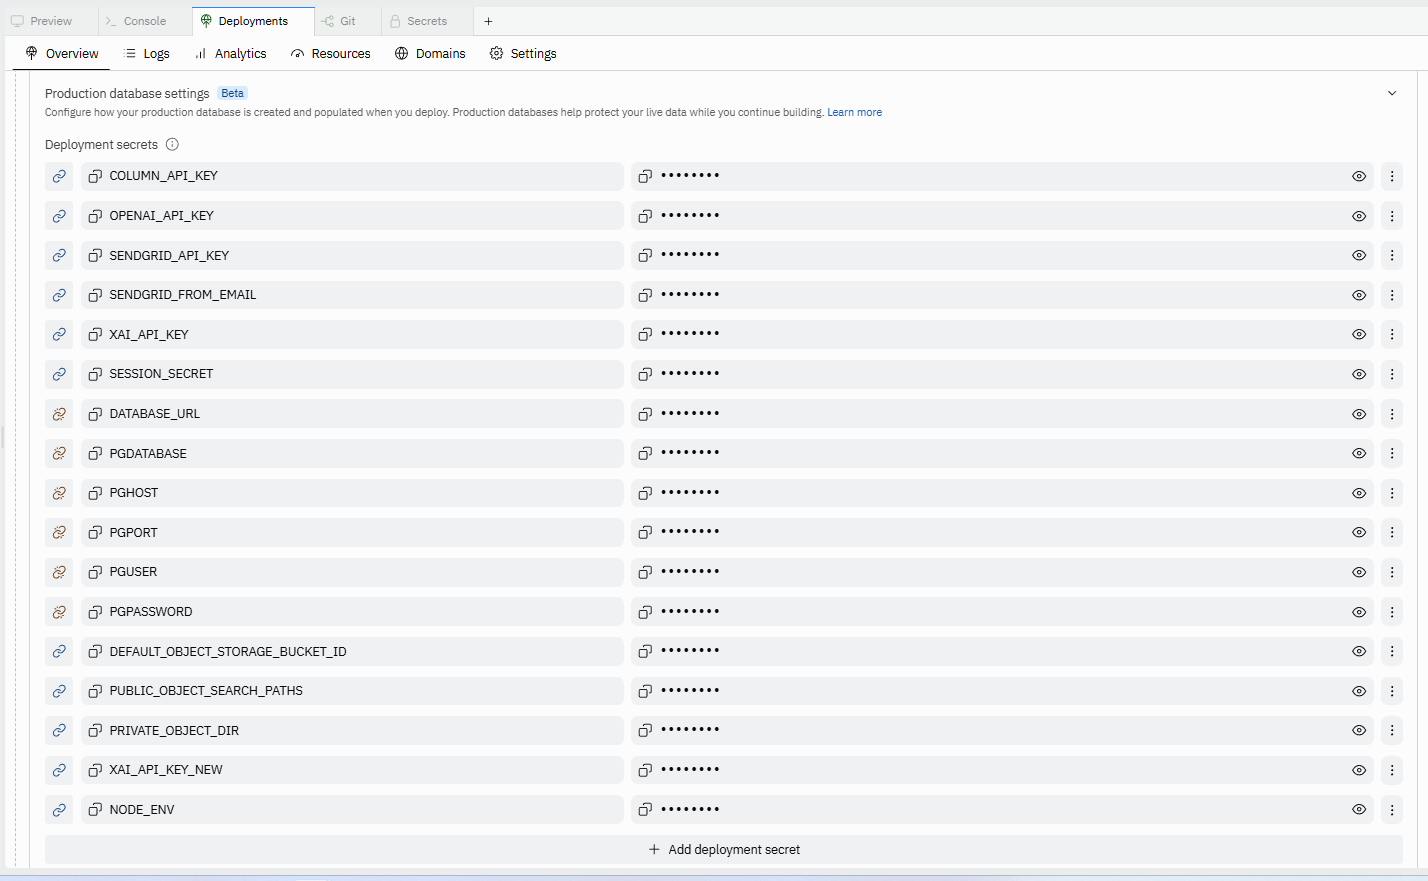 Preview Console Deployments Git Secrets +
Overview Logs Analytics Resources Domains Settings
Production database settings Beta
Configure how your production database is created and populated when you deploy. Production databases help protect your live data while you continue building. Learn more
Deployment secrets
COLUMN_API_KEY ••••••••
OPENAI_API_KEY ••••••••
SENDGRID_API_KEY ••••••••
SENDGRID_FROM_EMAIL ••••••••
XAI_API_KEY ••••••••
SESSION_SECRET ••••••••
DATABASE_URL ••••••••
PGDATABASE ••••••••
PGHOST ••••••••
PGPORT ••••••••
PGUSER ••••••••
PGPASSWORD ••••••••
DEFAULT_OBJECT_STORAGE_BUCKET_ID ••••••••
PUBLIC_OBJECT_SEARCH_PATHS ••••••••
PRIVATE_OBJECT_DIR ••••••••
XAI_API_KEY_NEW ••••••••
NODE_ENV ••••••••
+ Add deployment secret